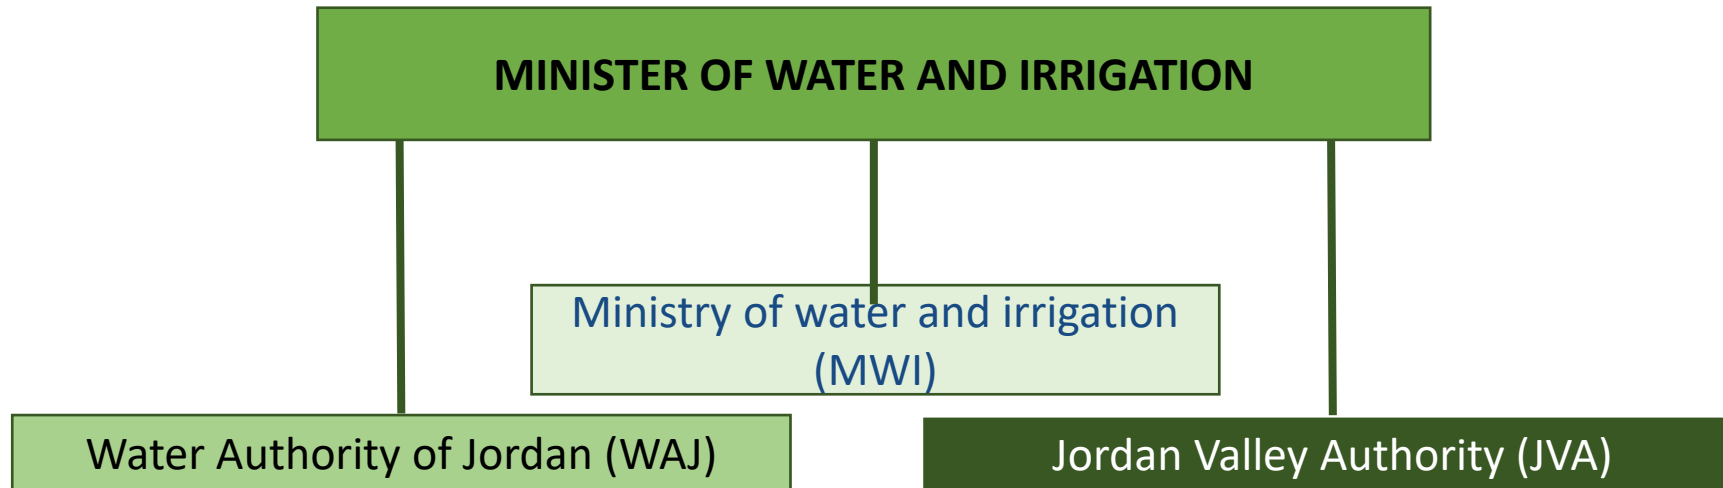 MINISTER OF WATER AND IRRIGATION
Ministry of water and irrigation
(MWI)
Water Authority of Jordan (WAJ)
Jordan Valley Authority (JVA)